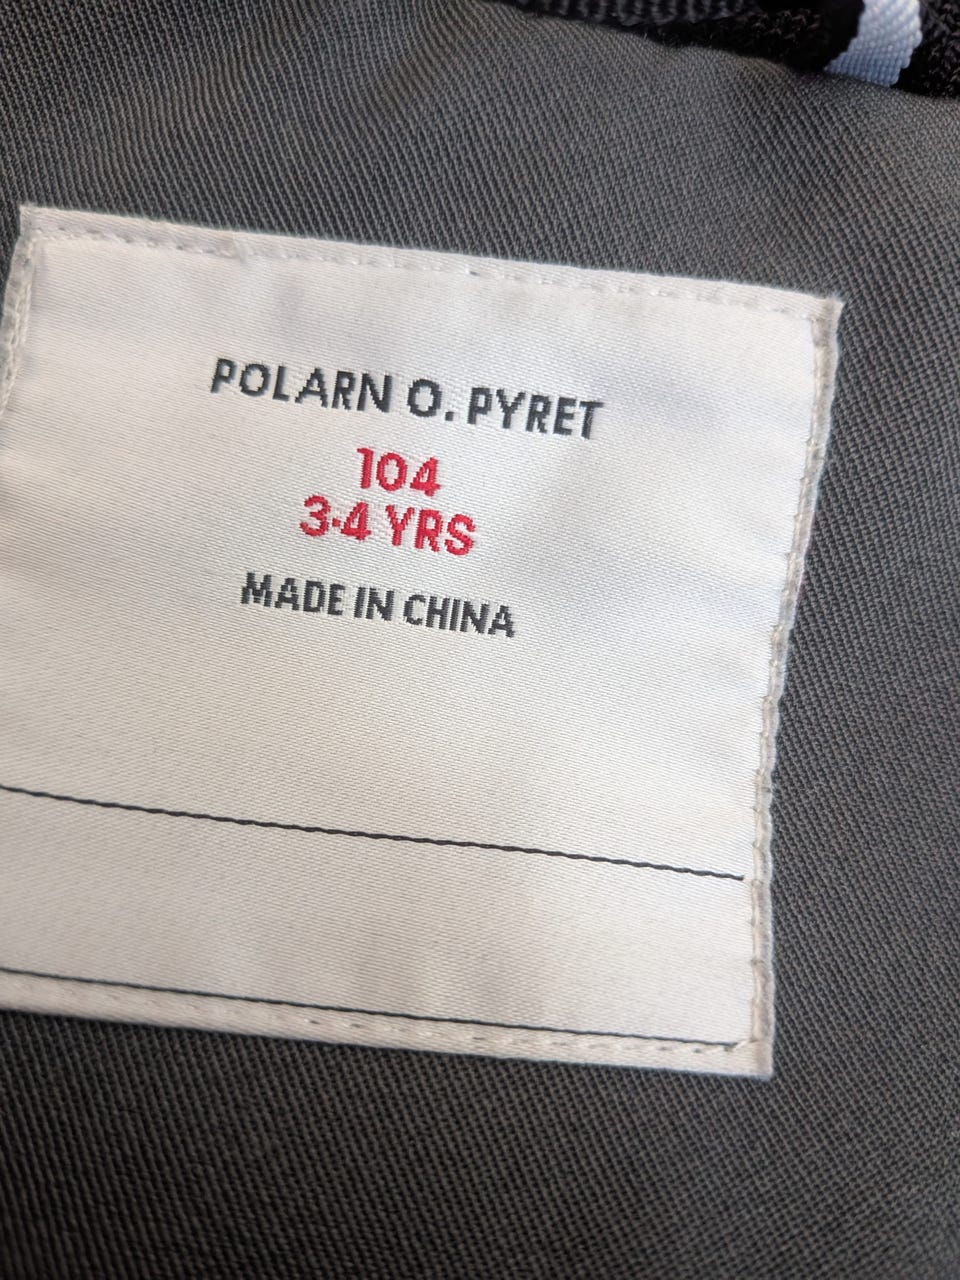 POLARN O. PYRET
104
3-4 YRS
MADE IN CHINA